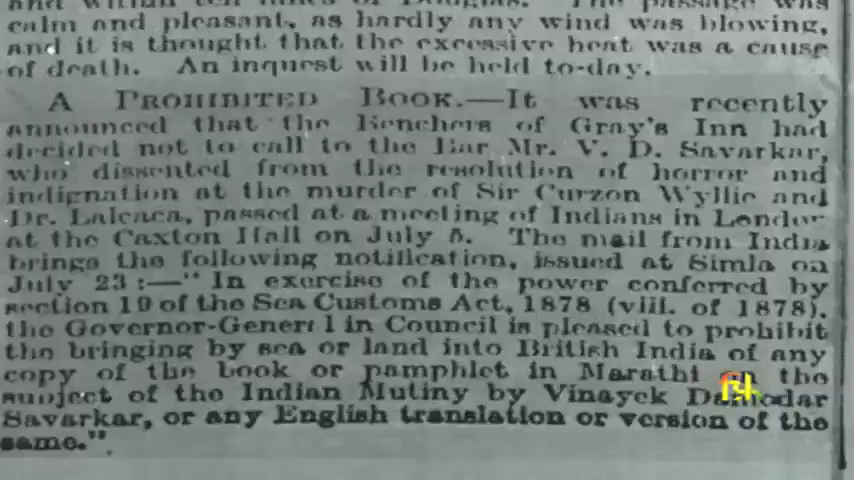 calm and pleasant, as hardly any wind was blowing,
and it is thought that the excessive heat was a cause
of death. An inquest will be held to-day.
A PROHIBITED BOOK.—It was recently
announced that the Benchers of Gray's Inn had
decided not to call to the Bar Mr. V. D. Savarkar,
who dissented from the resolution of horror and
indignation at the murder of Sir Curzon Wyllie and
Dr. Lalcaca, passed at a meeting of Indians in London
at the Caxton Hall on July 5. The mail from India
brings the following notification, issued at Simla on
July 23:—"In exercise of the power conferred by
section 19 of the Sea Customs Act, 1878 (viii. of 1878),
the Governor-General in Council is pleased to prohibit
the bringing by sea or land into British India of any
copy of the book or pamphlet in Marathi the
subject of the Indian Mutiny by Vinayek Damodar
Savarkar, or any English translation or version of the
same."